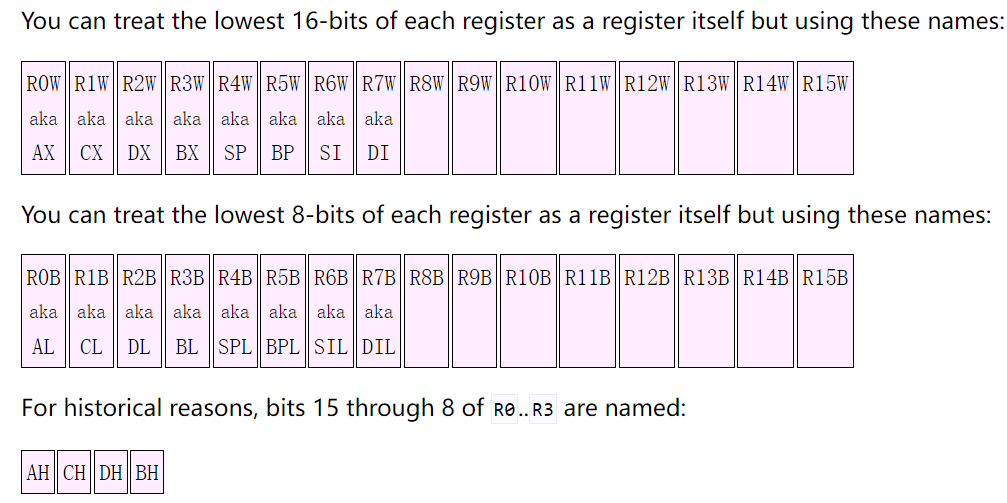 You can treat the lowest 16-bits of each register as a register itself but using these names:
R0W R1W R2W R3W R4W R5W R6W R7W R8W R9W R10W R11W R12W R13W R14W R15W
aka aka aka aka aka aka aka aka
AX CX DX BX SP BP SI DI
You can treat the lowest 8-bits of each register as a register itself but using these names:
R0B R1B R2B R3B R4B R5B R6B R7B R8B R9B R10B R11B R12B R13B R14B R15B
aka aka aka aka aka aka aka aka
AL CL DL BL SPL BPL SIL DIL
For historical reasons, bits 15 through 8 of R0..R3 are named:
AH CH DH BH